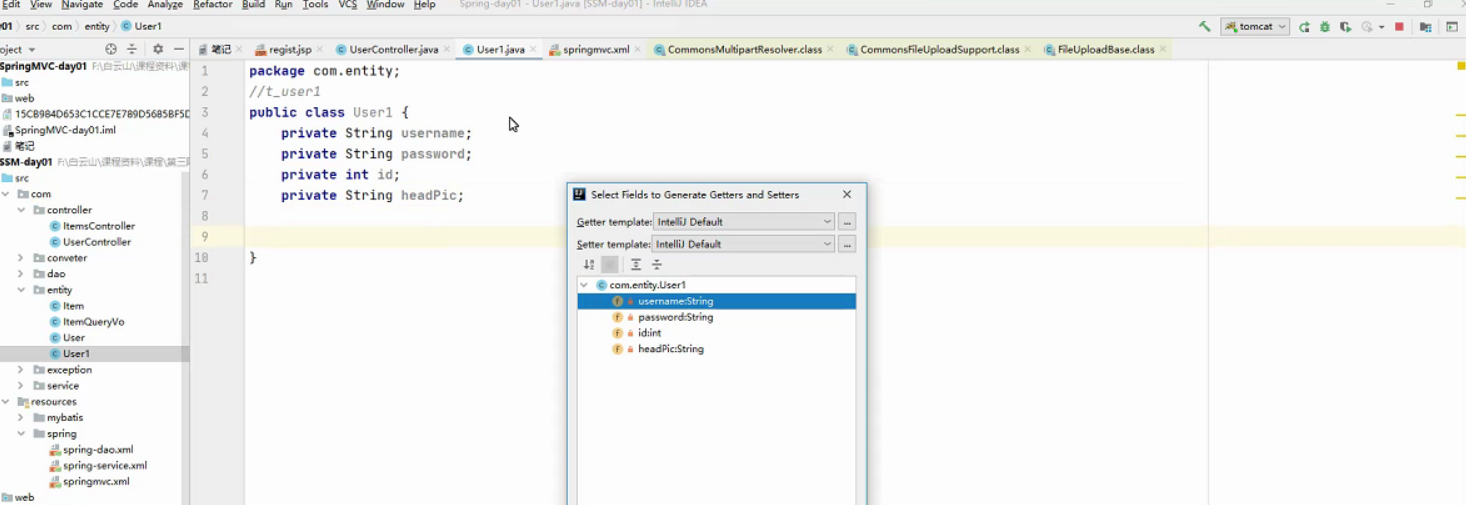 Edit View Navigate Code Analyze Refactor Build Run Tools VCS Window Help Spring-day01 - User1.java [SSM-day01] - IntelliJ IDEA
01 src com entity User1
tomcat
oject
笔记 regist.jsp UserController.java User1.java springmvc.xml CommonsMultipartResolver.class CommonsFileUploadSupport.class FileUploadBase.class
SpringMVC-day01 F:\白云山\课程资料\课
src
web
15CB984D653C1CCE7E789D5685BF5D
SpringMVC-day01.iml
笔记
SSM-day01 F:\白云山\课程资料\课程\第三
src
com
controller
ItemsController
UserController
conveter
dao
entity
Item
ItemQueryVo
User
User1
exception
service
resources
mybatis
spring
spring-dao.xml
spring-service.xml
springmvc.xml
web
1 package com.entity;
2 //t_user1
3 public class User1 {
4 private String username;
5 private String password;
6 private int id;
7 private String headPic;
8
9
10 }
11
Select Fields to Generate Getters and Setters
Getter template: IntelliJ Default ...
Setter template: IntelliJ Default ...
com.entity.User1
username:String
password:String
id:int
headPic:String